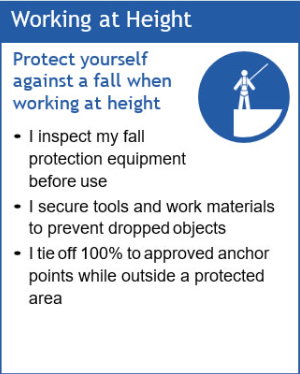 Working at Height
Protect yourself
against a fall when
working at height
• I inspect my fall
protection equipment
before use
• I secure tools and work materials
to prevent dropped objects
• I tie off 100% to approved anchor
points while outside a protected
area